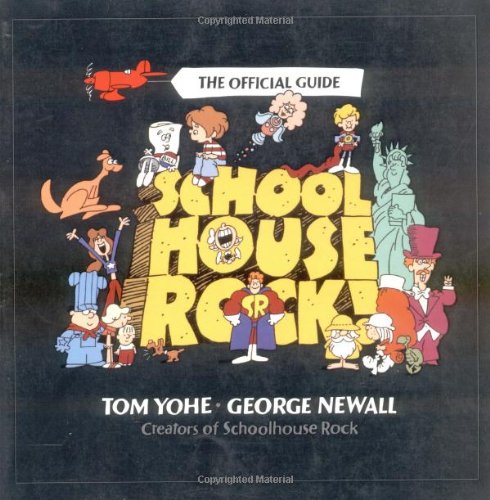 Copyrighted Material
THE OFFICIAL GUIDE
SCHOOL
HOUSE
ROCK!
SR
TOM YOHE • GEORGE NEWALL
Creators of Schoolhouse Rock
Copyrighted Material